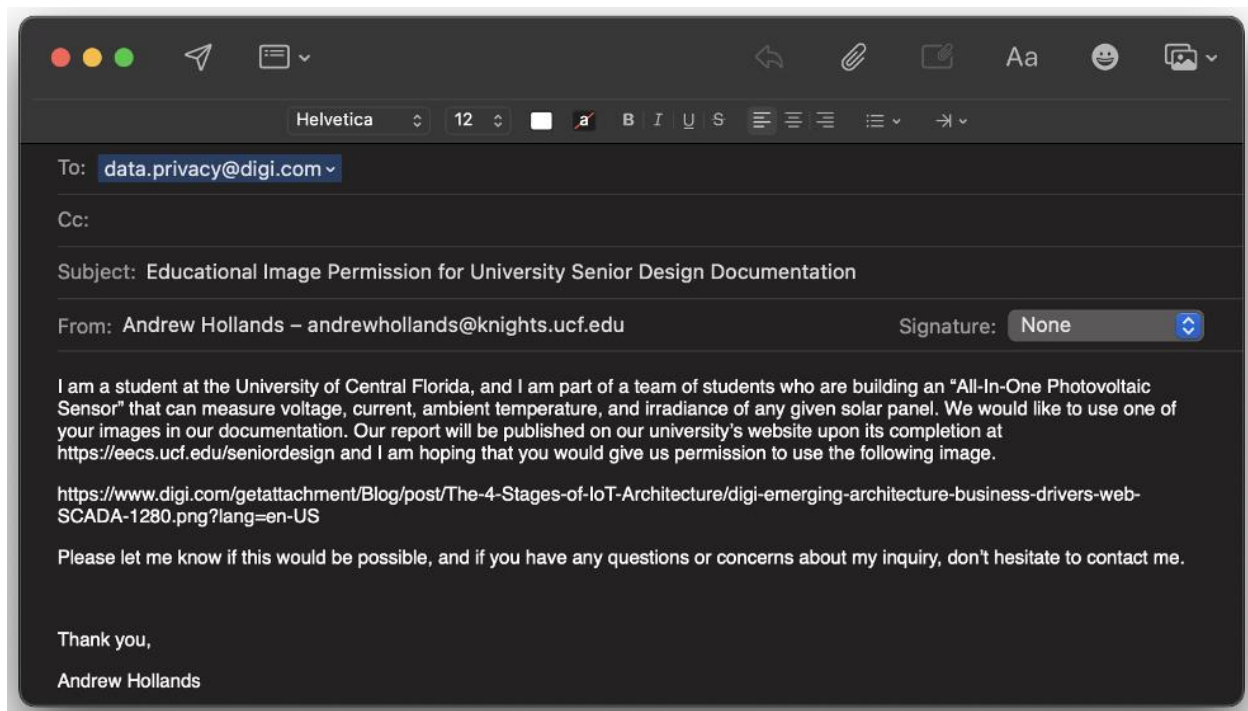 Helvetica 12 a B I U S
Aa
To: data.privacy@digi.com
Cc:
Subject: Educational Image Permission for University Senior Design Documentation
From: Andrew Hollands – andrewhollands@knights.ucf.edu Signature: None
I am a student at the University of Central Florida, and I am part of a team of students who are building an “All-In-One Photovoltaic
Sensor” that can measure voltage, current, ambient temperature, and irradiance of any given solar panel. We would like to use one of
your images in our documentation. Our report will be published on our university’s website upon its completion at
https://eecs.ucf.edu/seniordesign and I am hoping that you would give us permission to use the following image.
https://www.digi.com/getattachment/Blog/post/The-4-Stages-of-IoT-Architecture/digi-emerging-architecture-business-drivers-web-
SCADA-1280.png?lang=en-US
Please let me know if this would be possible, and if you have any questions or concerns about my inquiry, don’t hesitate to contact me.
Thank you,
Andrew Hollands